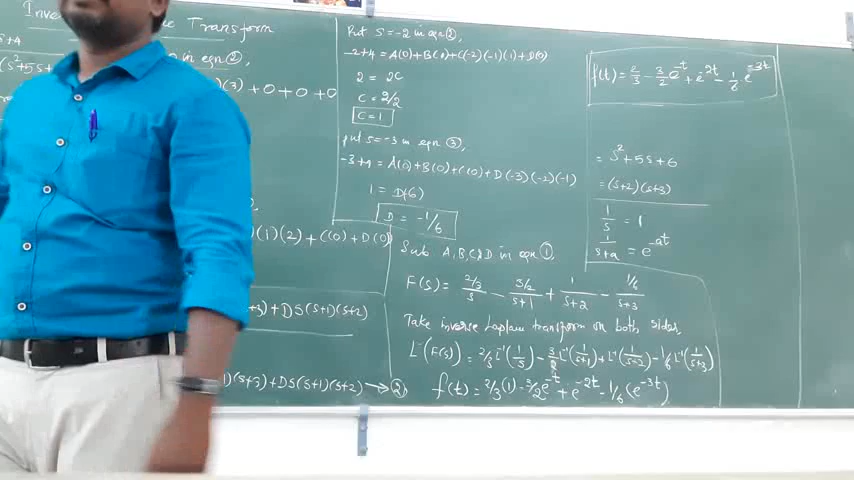 Inve
e Transform
s+4
(s²+5s+
in eqn ②,
)(3) + 0 + 0 + 0
)(1)(2) + C(0) + D(0)
+3) + DS(s+1)(s+2)
)(s+3) + DS(s+1)(s+2) → ②,
Put s=-2 in eqn ②,
-2+4 = A(0)+B(0)+C(-2)(-1)(1)+D(0)
2 = 2C
C = 2/2
C = 1
put s=-3 in eqn ②,
-3+4 = A(0)+B(0)+C(0)+D(-3)(-2)(-1)
1 = D(6)
D = -1/6
Sub A,B,C&D in eqn ①,
F(s) = 2/3/s - 3/2/s+1 + 1/s+2 - 1/6/s+3
Take inverse Laplace transform on both sides,
L⁻(F(s)) = 2/3 L⁻¹(1/s) - 3/2 L⁻¹(1/s+1) + L⁻¹(1/s+2) - 1/6 L⁻¹(1/s+3)
f(t) = 2/3(1) - 3/2 e^-t + e^-2t - 1/6(e^-3t)
f(t) = 2/3 - 3/2 e^-t + e^-2t - 1/6 e^-3t
= s²+5s+6
= (s+2)(s+3)
1/s = 1
1/s+a = e^-at